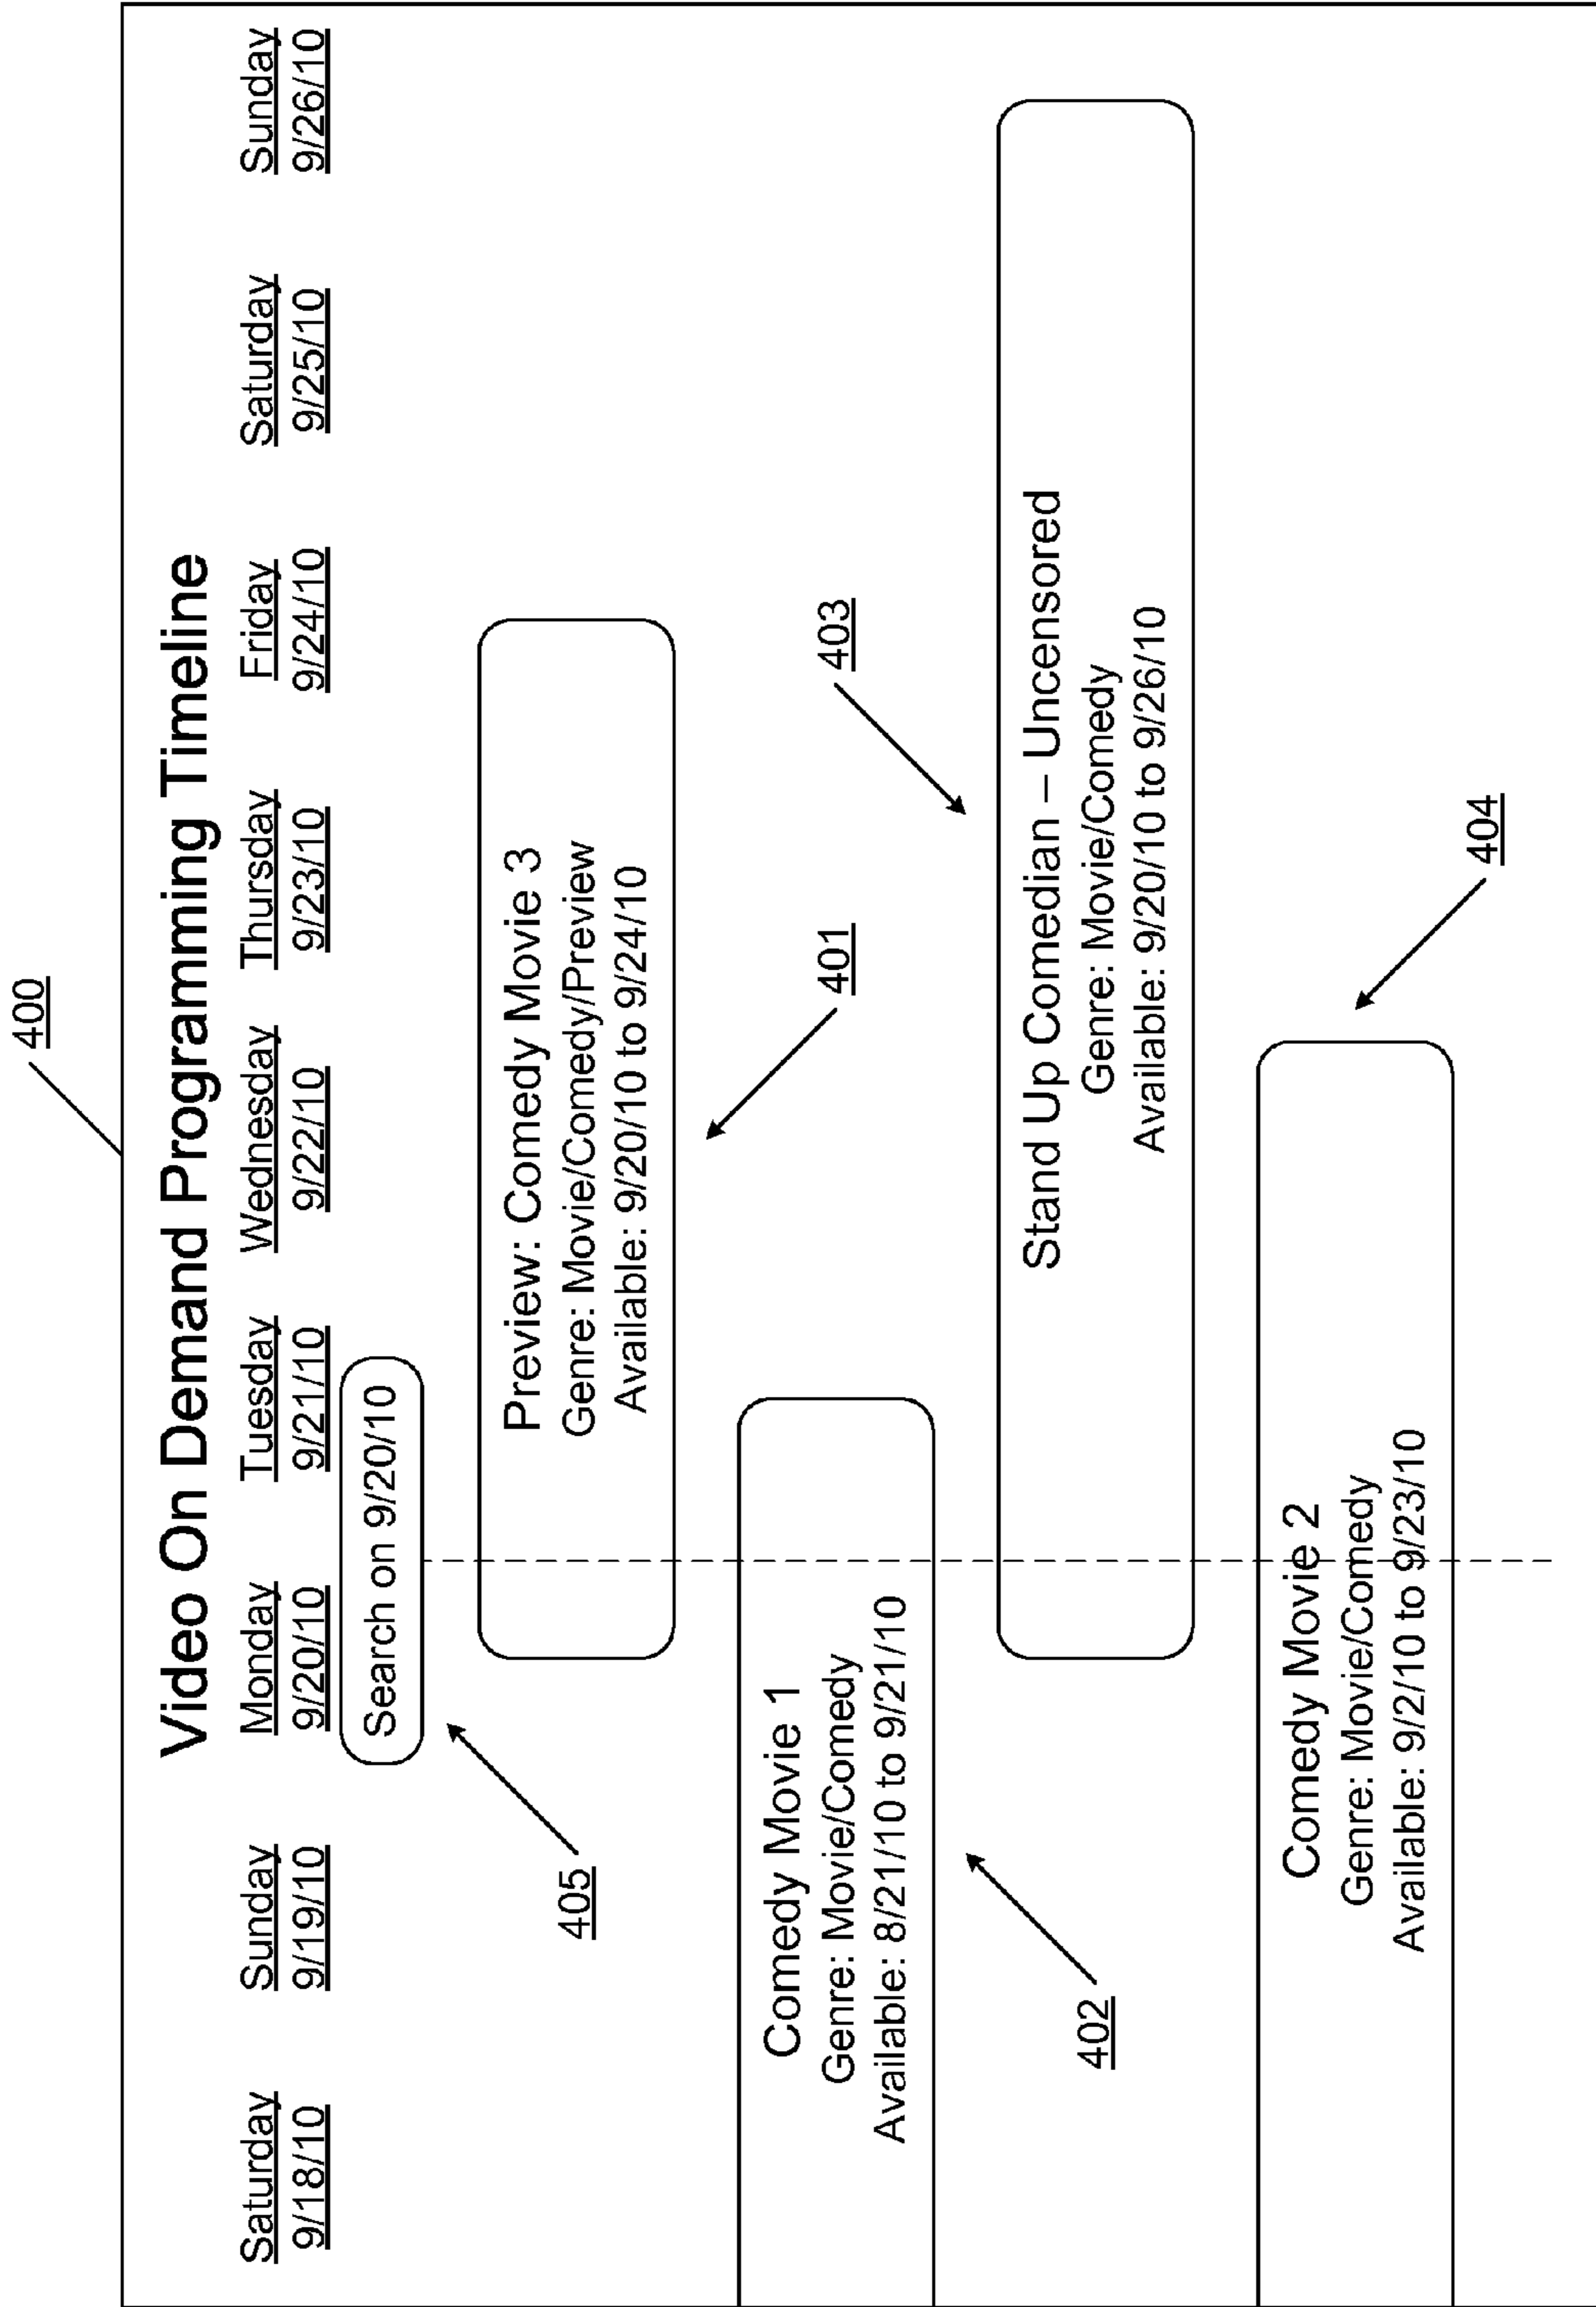 400
Video On Demand Programming Timeline
Saturday Sunday Monday Tuesday Wednesday Thursday Friday Saturday Sunday
9/18/10 9/19/10 9/20/10 9/21/10 9/22/10 9/23/10 9/24/10 9/25/10 9/26/10
Search on 9/20/10
405
Preview: Comedy Movie 3
Genre: Movie/Comedy/Preview
Available: 9/20/10 to 9/24/10
401
Comedy Movie 1
Genre: Movie/Comedy
Available: 8/21/10 to 9/21/10
402
403
Stand Up Comedian – Uncensored
Genre: Movie/Comedy
Available: 9/20/10 to 9/26/10
Comedy Movie 2
Genre: Movie/Comedy
Available: 9/2/10 to 9/23/10
404